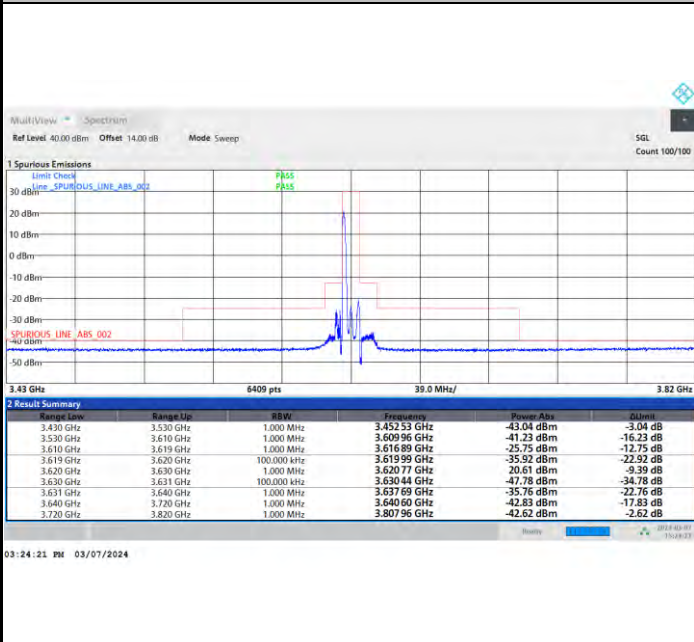 MultiView Spectrum
Ref Level 40.00 dBm Offset 14.00 dB Mode Sweep SGL
Count 100/100
1 Spurious Emissions
Limit Check PASS
Line _SPURIOUS_LINE_ABS_002 PASS
30 dBm
20 dBm
10 dBm
0 dBm
-10 dBm
-20 dBm
-30 dBm
SPURIOUS_LINE_ABS_002
-40 dBm
-50 dBm
3.43 GHz 6409 pts 39.0 MHz/ 3.82 GHz
2 Result Summary
Range Low Range Up RBW Frequency Power Abs ΔLimit
3.430 GHz 3.530 GHz 1.000 MHz 3.452 53 GHz -43.04 dBm -3.04 dB
3.530 GHz 3.610 GHz 1.000 MHz 3.609 96 GHz -41.23 dBm -16.23 dB
3.610 GHz 3.619 GHz 1.000 MHz 3.616 89 GHz -25.75 dBm -12.75 dB
3.619 GHz 3.620 GHz 100.000 kHz 3.619 99 GHz -35.92 dBm -22.92 dB
3.620 GHz 3.630 GHz 1.000 MHz 3.620 77 GHz 20.61 dBm -9.39 dB
3.630 GHz 3.631 GHz 100.000 kHz 3.630 44 GHz -47.78 dBm -34.78 dB
3.631 GHz 3.640 GHz 1.000 MHz 3.637 69 GHz -35.76 dBm -22.76 dB
3.640 GHz 3.720 GHz 1.000 MHz 3.640 60 GHz -42.83 dBm -17.83 dB
3.720 GHz 3.820 GHz 1.000 MHz 3.807 96 GHz -42.62 dBm -2.62 dB
Ready
03:24:21 PM 03/07/2024